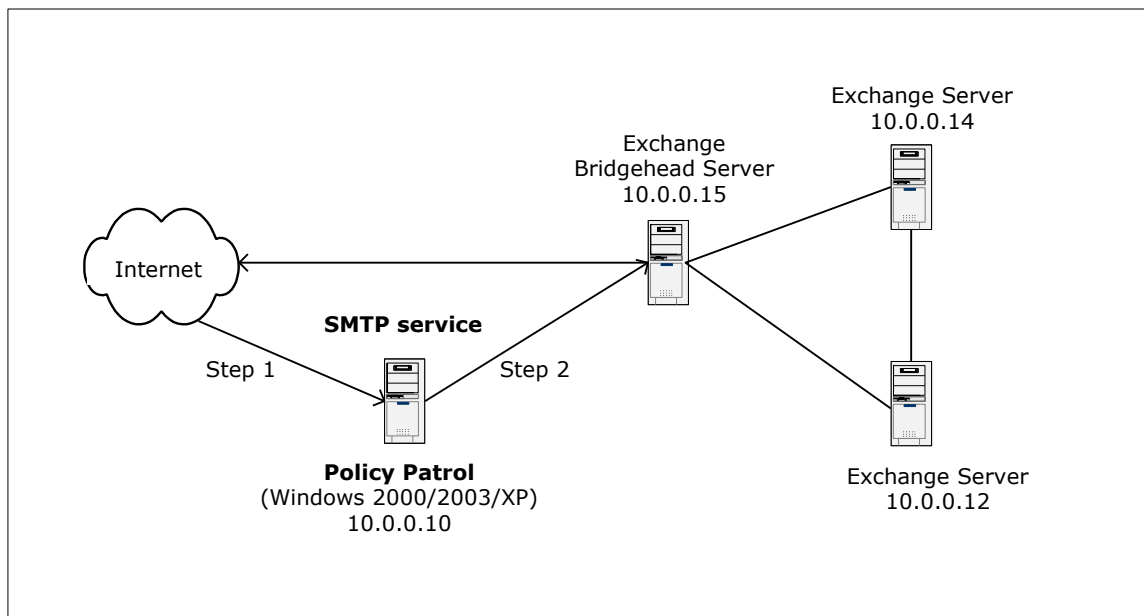 Exchange Server
10.0.0.14
Exchange
Bridgehead Server
10.0.0.15
Internet
SMTP service
Step 1
Step 2
Policy Patrol
(Windows 2000/2003/XP)
10.0.0.10
Exchange Server
10.0.0.12